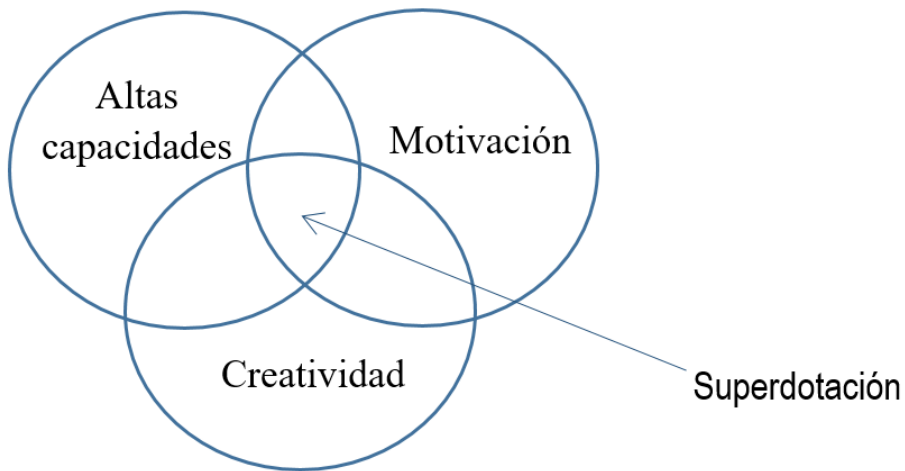 Altas
capacidades
Motivación
Creatividad
Superdotación